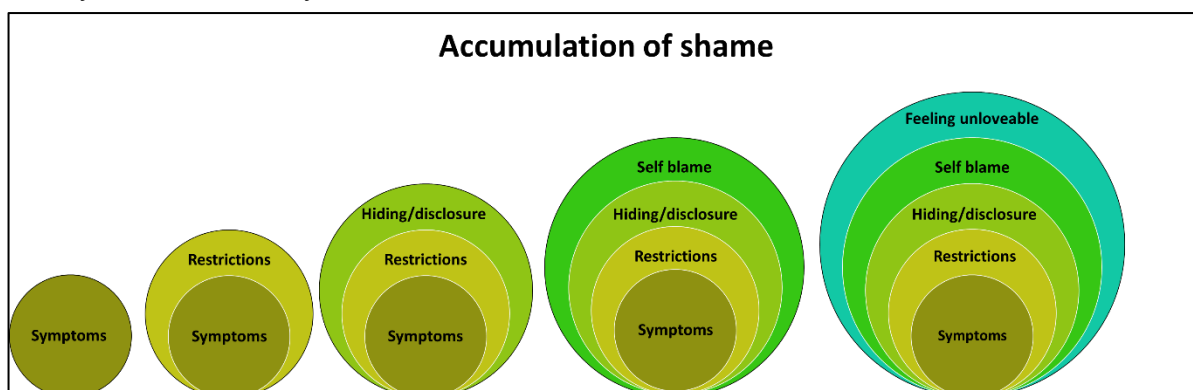 Accumulation of shame
Symptoms
Restrictions
Symptoms
Hiding/disclosure
Restrictions
Symptoms
Self blame
Hiding/disclosure
Restrictions
Symptoms
Feeling unloveable
Self blame
Hiding/disclosure
Restrictions
Symptoms